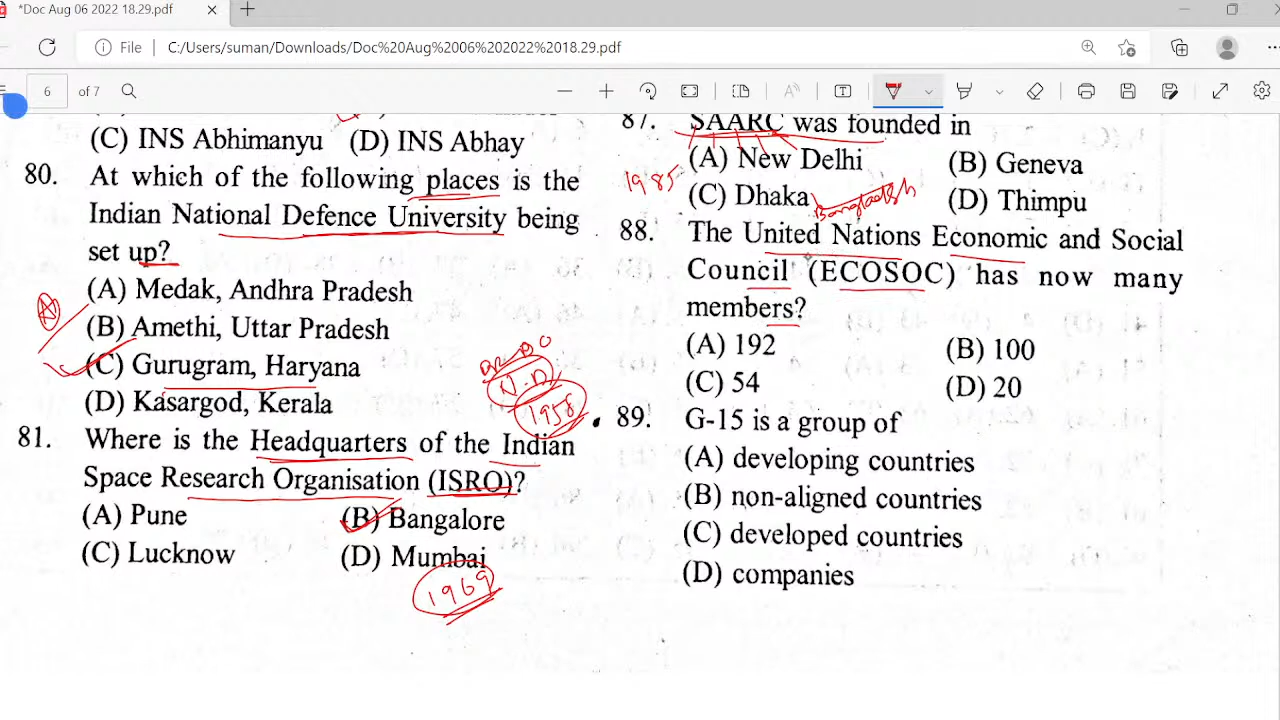 *Doc Aug 06 2022 18.29.pdf
File
C:/Users/suman/Downloads/Doc%20Aug%2006%202022%2018.29.pdf
6
of 7
(C) INS Abhimanyu (D) INS Abhay
80. At which of the following places is the
Indian National Defence University being
set up?
(A) Medak, Andhra Pradesh
(B) Amethi, Uttar Pradesh
(C) Gurugram, Haryana
(D) Kasargod, Kerala
N.D
1958
81. Where is the Headquarters of the Indian
Space Research Organisation (ISRO)?
(A) Pune (B) Bangalore
(C) Lucknow (D) Mumbai
1969
87. SAARC was founded in
(A) New Delhi (B) Geneva
1985
(C) Dhaka (D) Thimpu
Bangladesh
88. The United Nations Economic and Social
Council (ECOSOC) has now many
members?
(A) 192 (B) 100
(C) 54 (D) 20
89. G-15 is a group of
(A) developing countries
(B) non-aligned countries
(C) developed countries
(D) companies